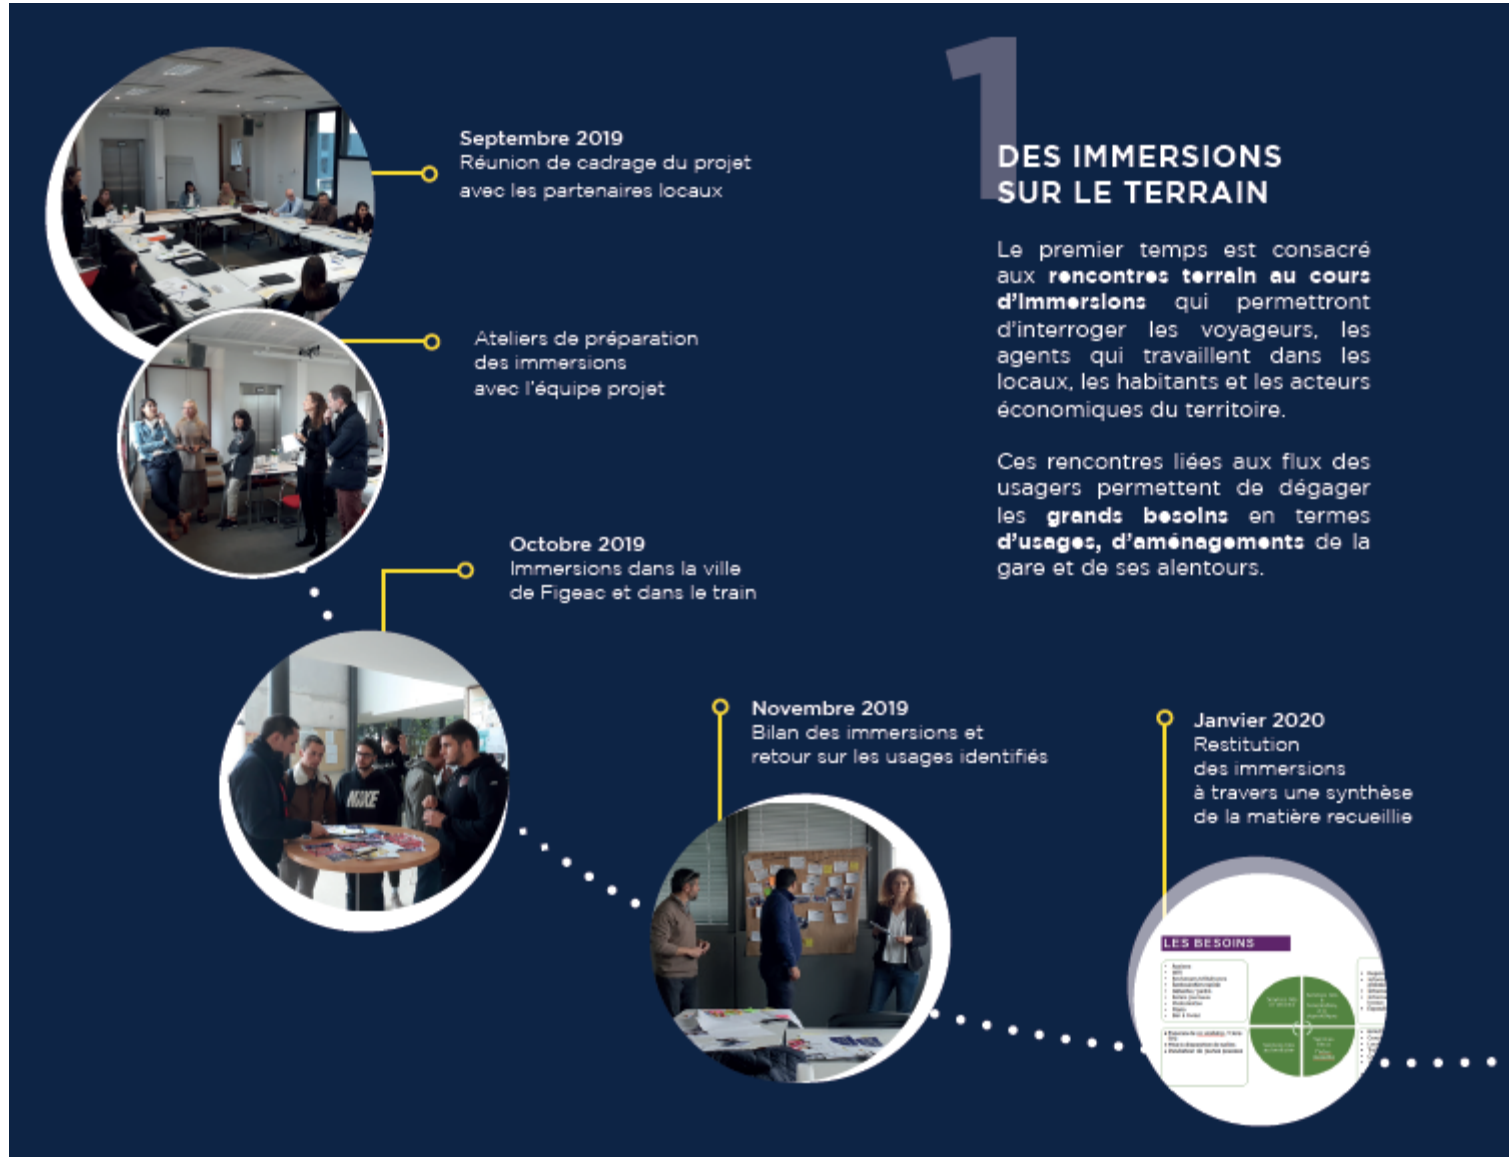 1
DES IMMERSIONS
SUR LE TERRAIN
Le premier temps est consacré
aux rencontres terrain au cours
d'immersions qui permettront
d'interroger les voyageurs, les
agents qui travaillent dans les
locaux, les habitants et les acteurs
économiques du territoire.
Ces rencontres liées aux flux des
usagers permettent de dégager
les grands besoins en termes
d'usages, d'aménagements de la
gare et de ses alentours.
Septembre 2019
Réunion de cadrage du projet
avec les partenaires locaux
Ateliers de préparation
des immersions
avec l'équipe projet
Octobre 2019
Immersions dans la ville
de Figeac et dans le train
NIKE
Novembre 2019
Bilan des immersions et
retour sur les usages identifiés
Janvier 2020
Restitution
des immersions
à travers une synthèse
de la matière recueillie
LES BESOINS